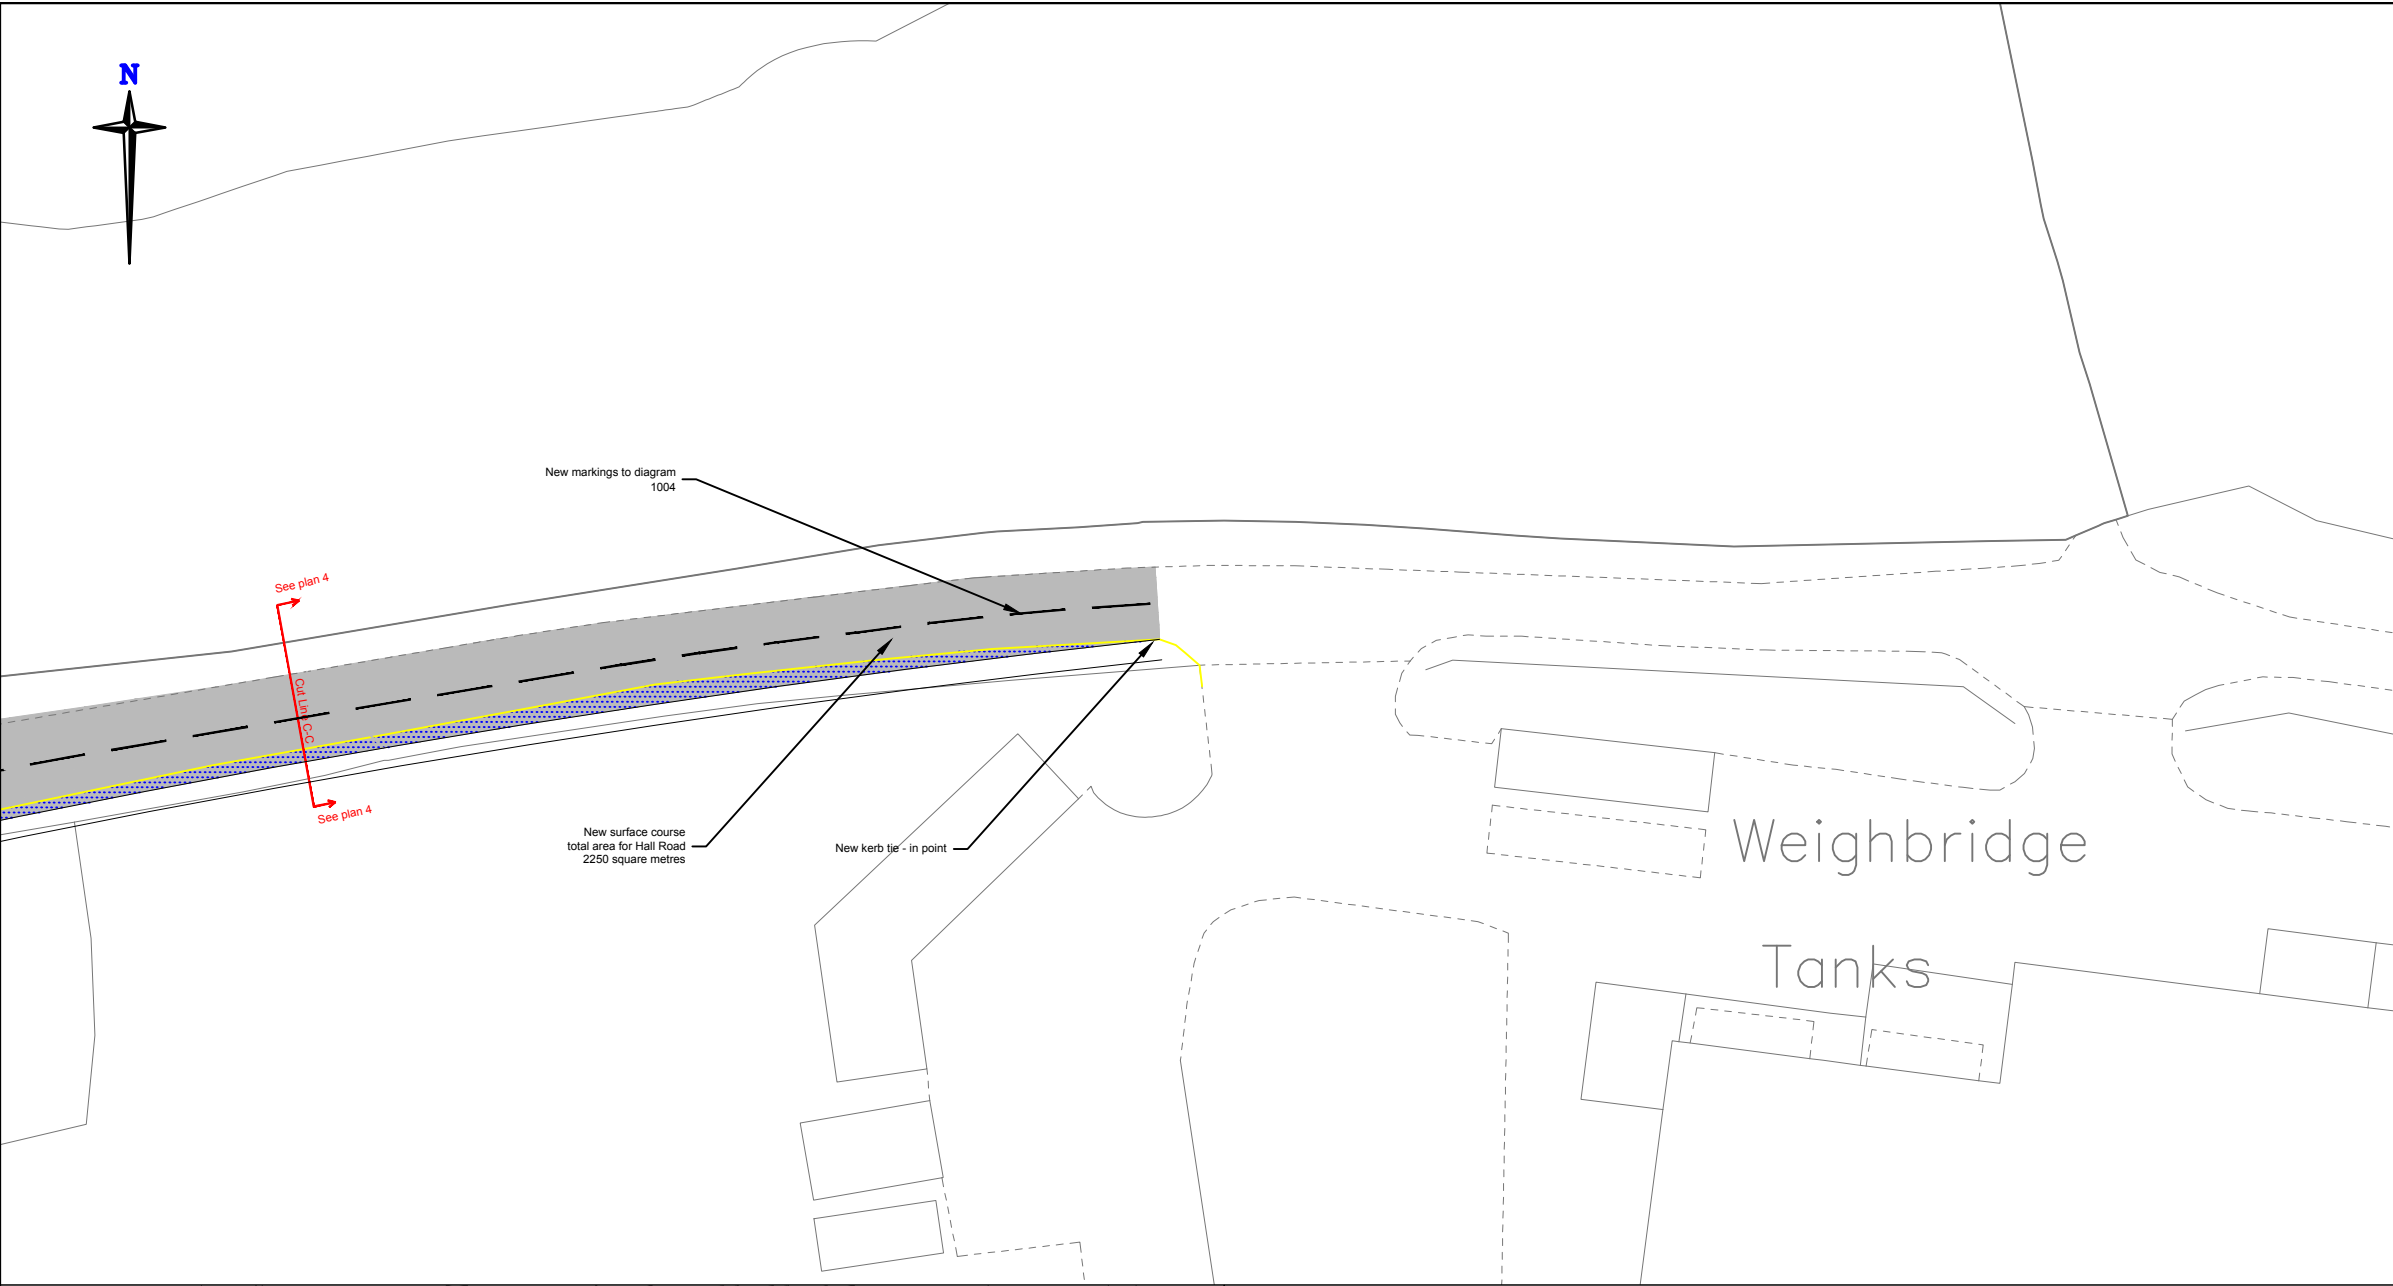 N
New markings to diagram
1004
See plan 4
Cut Line C-C
See plan 4
New surface course
total area for Hall Road
2250 square metres
New kerb tie - in point
Weighbridge
Tanks